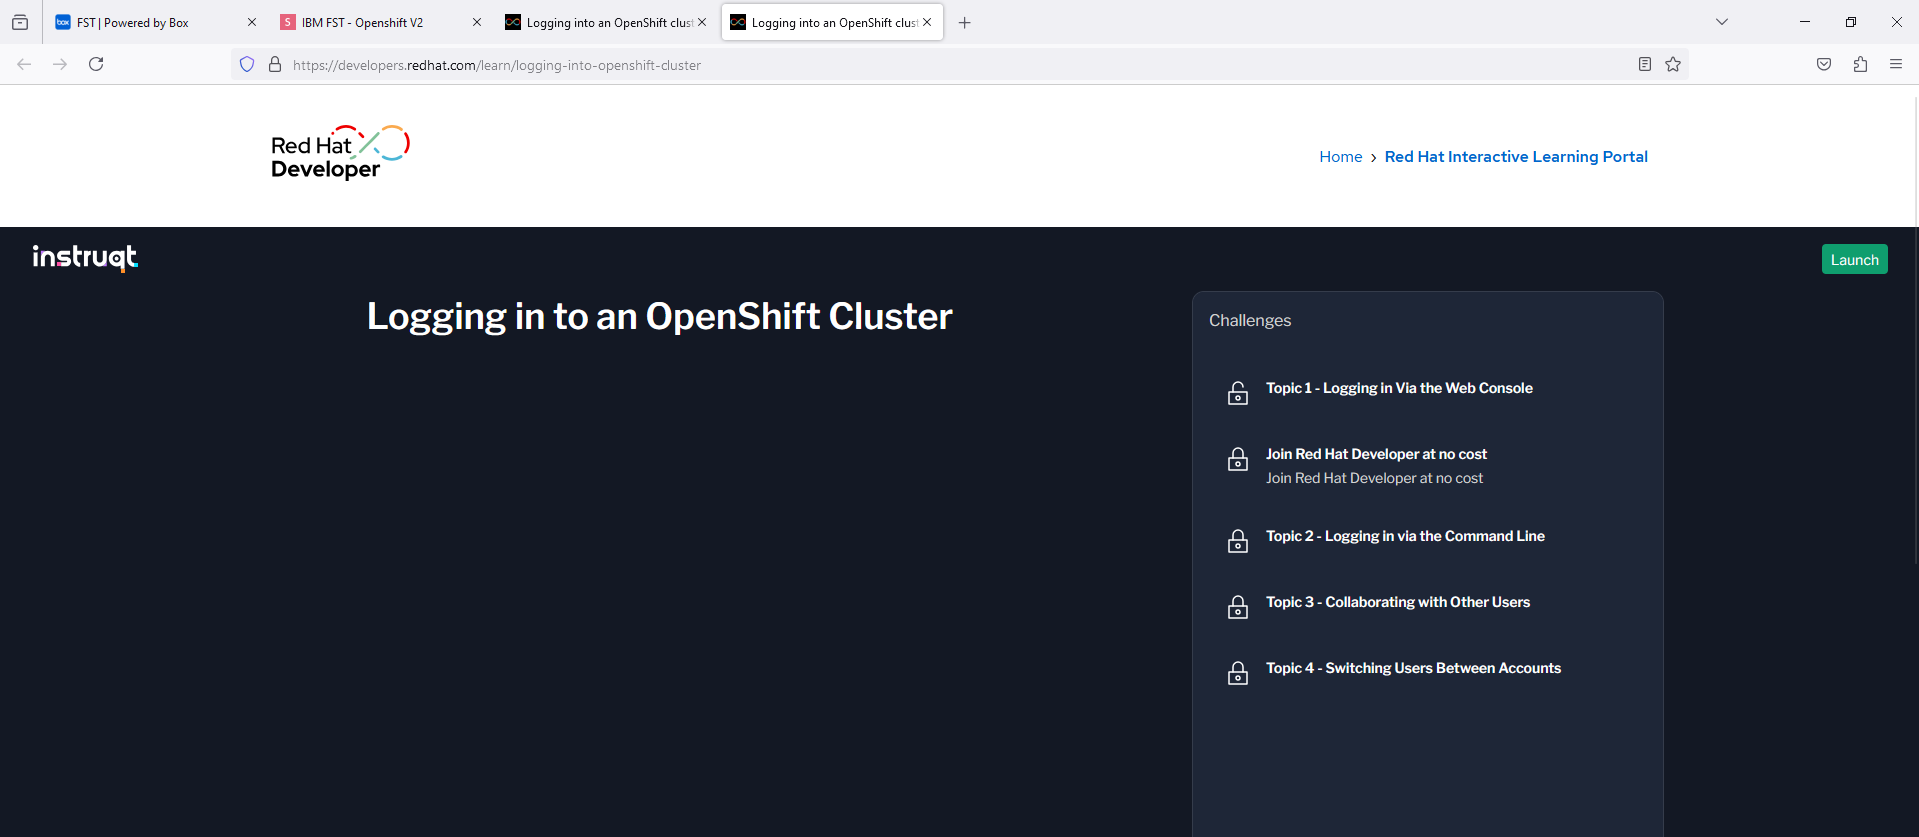 FST | Powered by Box
IBM FST - Openshift V2
Logging into an OpenShift clust
Logging into an OpenShift clust
https://developers.redhat.com/learn/logging-into-openshift-cluster
Red Hat
Developer
Home › Red Hat Interactive Learning Portal
instruqt
Launch
Logging in to an OpenShift Cluster
Challenges
Topic 1 - Logging in Via the Web Console
Join Red Hat Developer at no cost
Join Red Hat Developer at no cost
Topic 2 - Logging in via the Command Line
Topic 3 - Collaborating with Other Users
Topic 4 - Switching Users Between Accounts